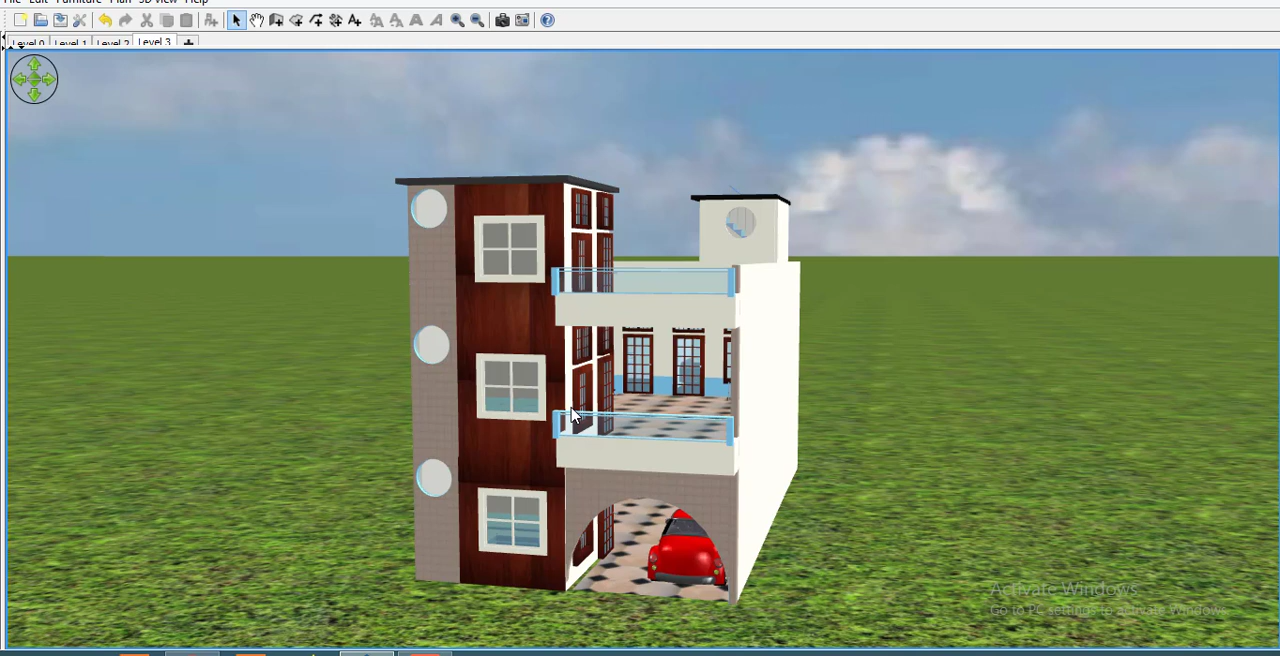 File Edit Furniture Plan 3D view Help
Level 0 Level 1 Level 2 Level 3
Activate Windows
Go to PC settings to activate Windows.